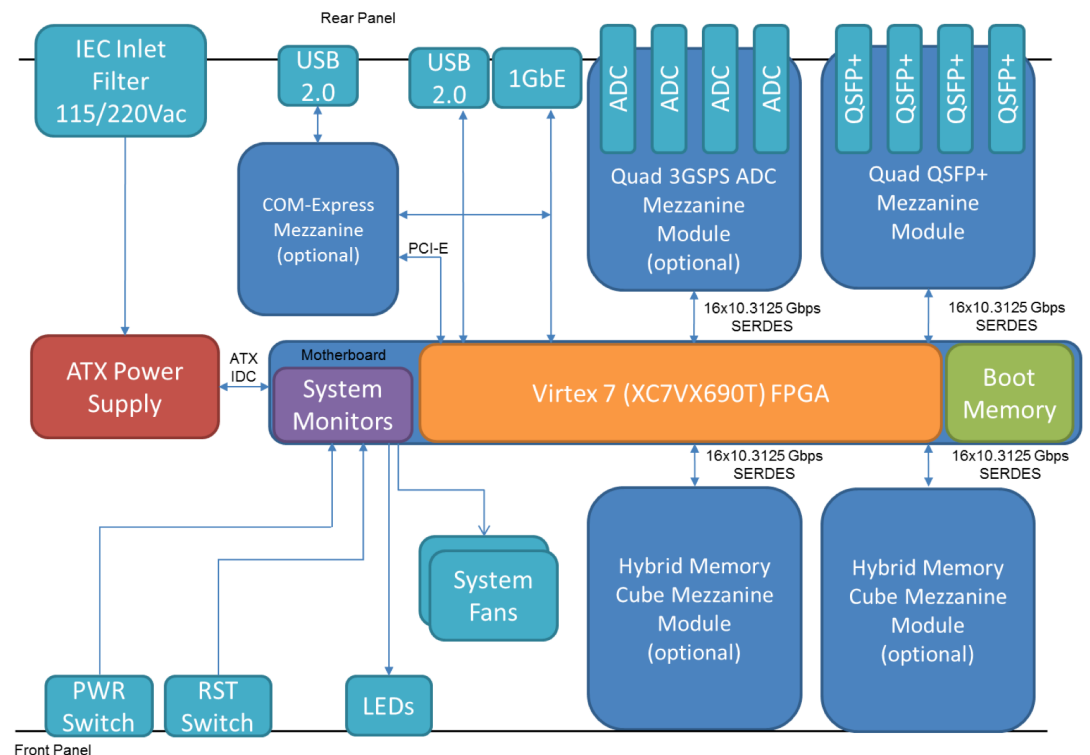 Rear Panel
IEC Inlet
Filter
115/220Vac
USB
2.0
USB
2.0
1GbE
ADC
ADC
ADC
ADC
Quad 3GSPS ADC
Mezzanine
Module
(optional)
QSFP+
QSFP+
QSFP+
QSFP+
Quad QSFP+
Mezzanine
Module
COM-Express
Mezzanine
(optional)
PCI-E
16x10.3125 Gbps
SERDES
16x10.3125 Gbps
SERDES
ATX Power
Supply
ATX
IDC
Motherboard
System
Monitors
Virtex 7 (XC7VX690T) FPGA
Boot
Memory
16x10.3125 Gbps
SERDES
16x10.3125 Gbps
SERDES
System
Fans
Hybrid Memory
Cube Mezzanine
Module
(optional)
Hybrid Memory
Cube Mezzanine
Module
(optional)
PWR
Switch
RST
Switch
LEDs
Front Panel